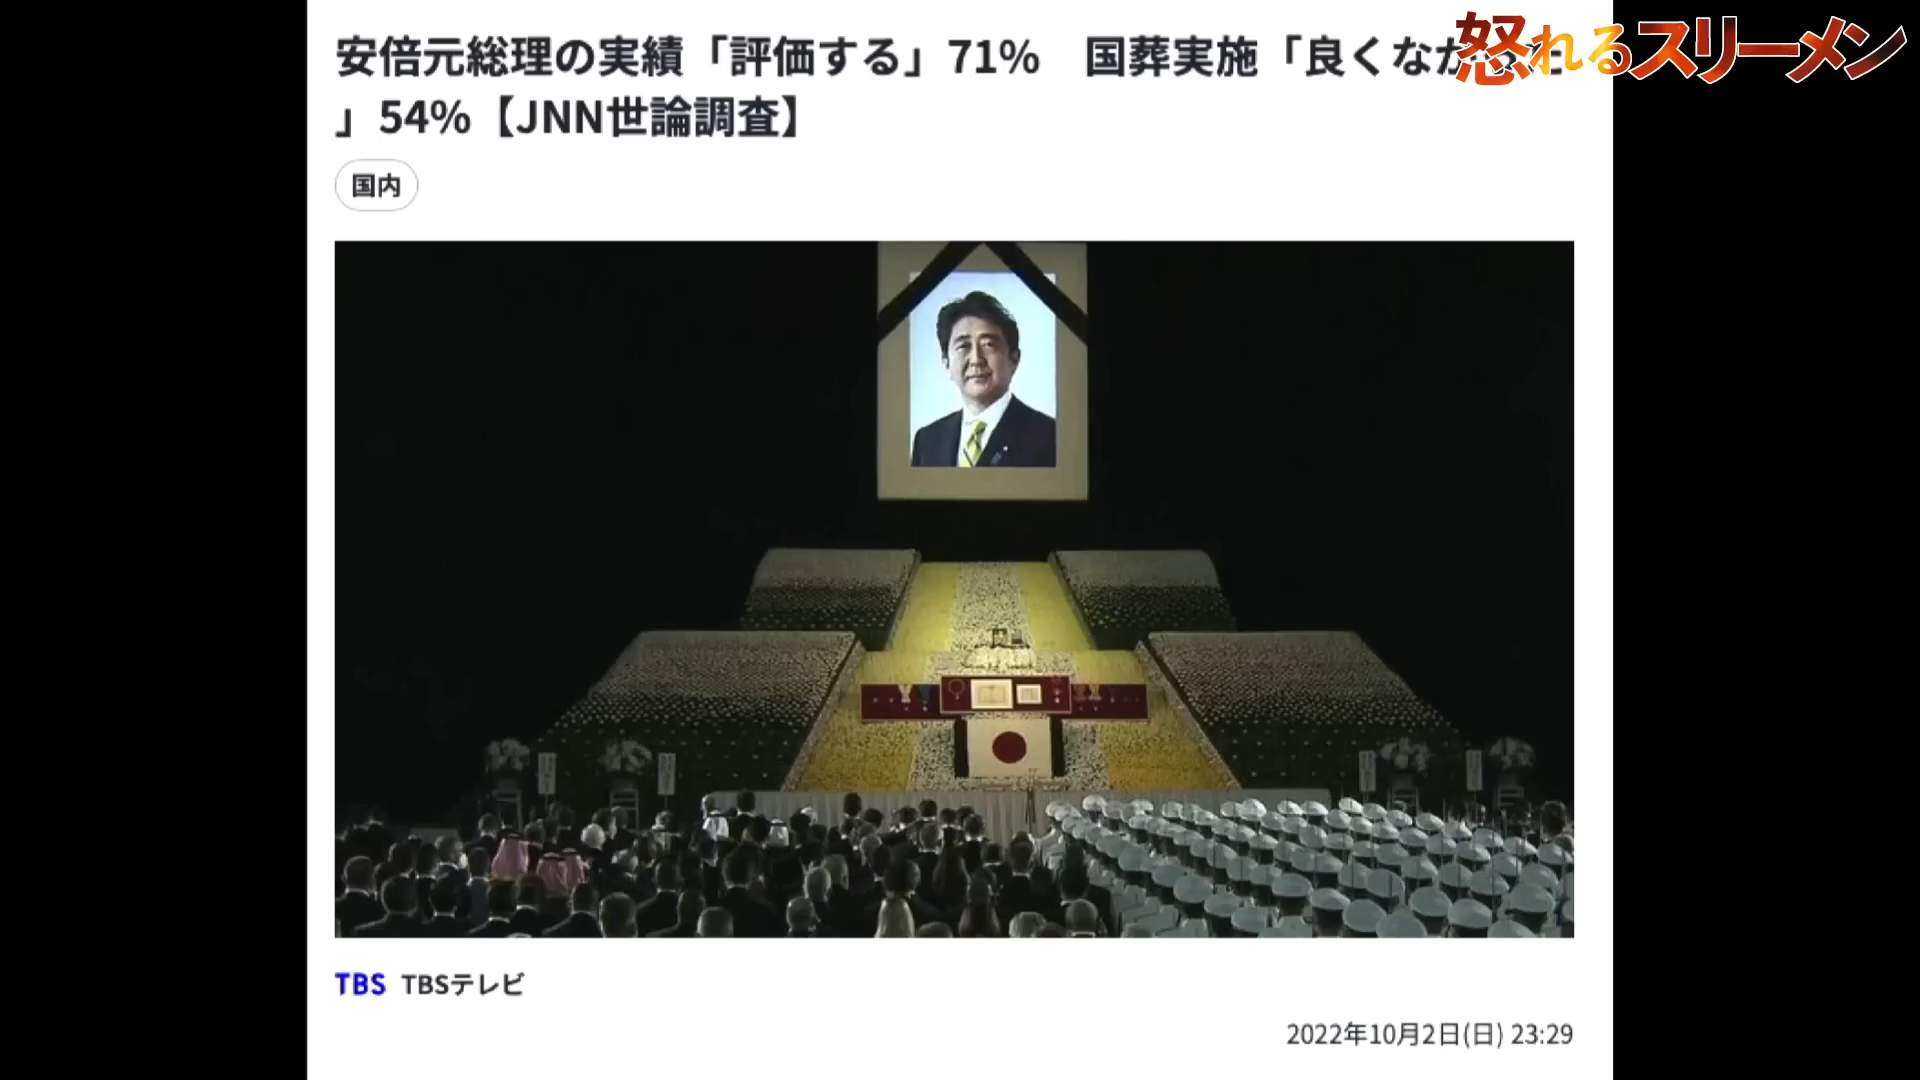 安倍元総理の実績「評価する」71%　国葬実施「良くなか
」54%【JNN世論調査】
怒れるスリーメン
国内
TBS TBSテレビ
2022年10月2日(日) 23:29